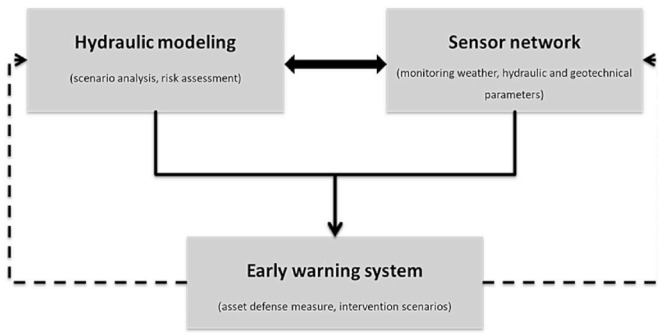 Hydraulic modeling
(scenario analysis, risk assessment)
Sensor network
(monitoring weather, hydraulic and geotechnical
parameters)
Early warning system
(asset defense measure, intervention scenarios)